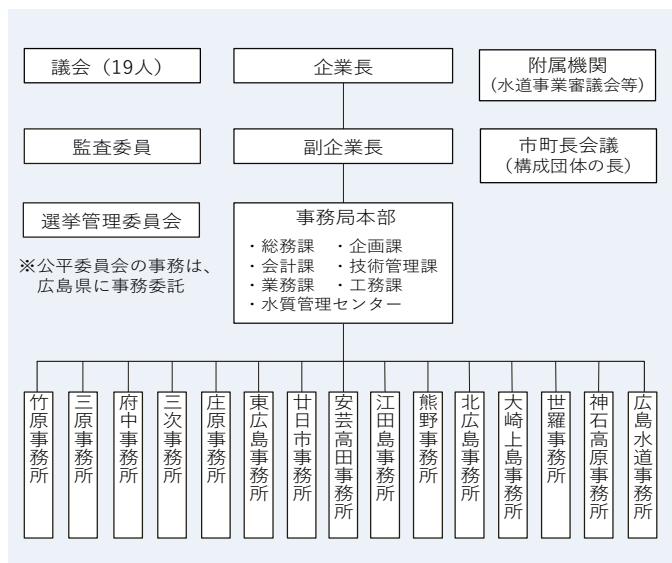 議会（19人）
企業長
附属機関
(水道事業審議会等)
監査委員
副企業長
市町長会議
(構成団体の長)
選挙管理委員会
※公平委員会の事務は、
広島県に事務委託
事務局本部
・総務課　・企画課
・会計課　・技術管理課
・業務課　・工務課
・水質管理センター
竹原事務所
三原事務所
府中事務所
三次事務所
庄原事務所
東広島事務所
廿日市事務所
安芸高田事務所
江田島事務所
熊野事務所
北広島事務所
大崎上島事務所
世羅事務所
神石高原事務所
広島水道事務所